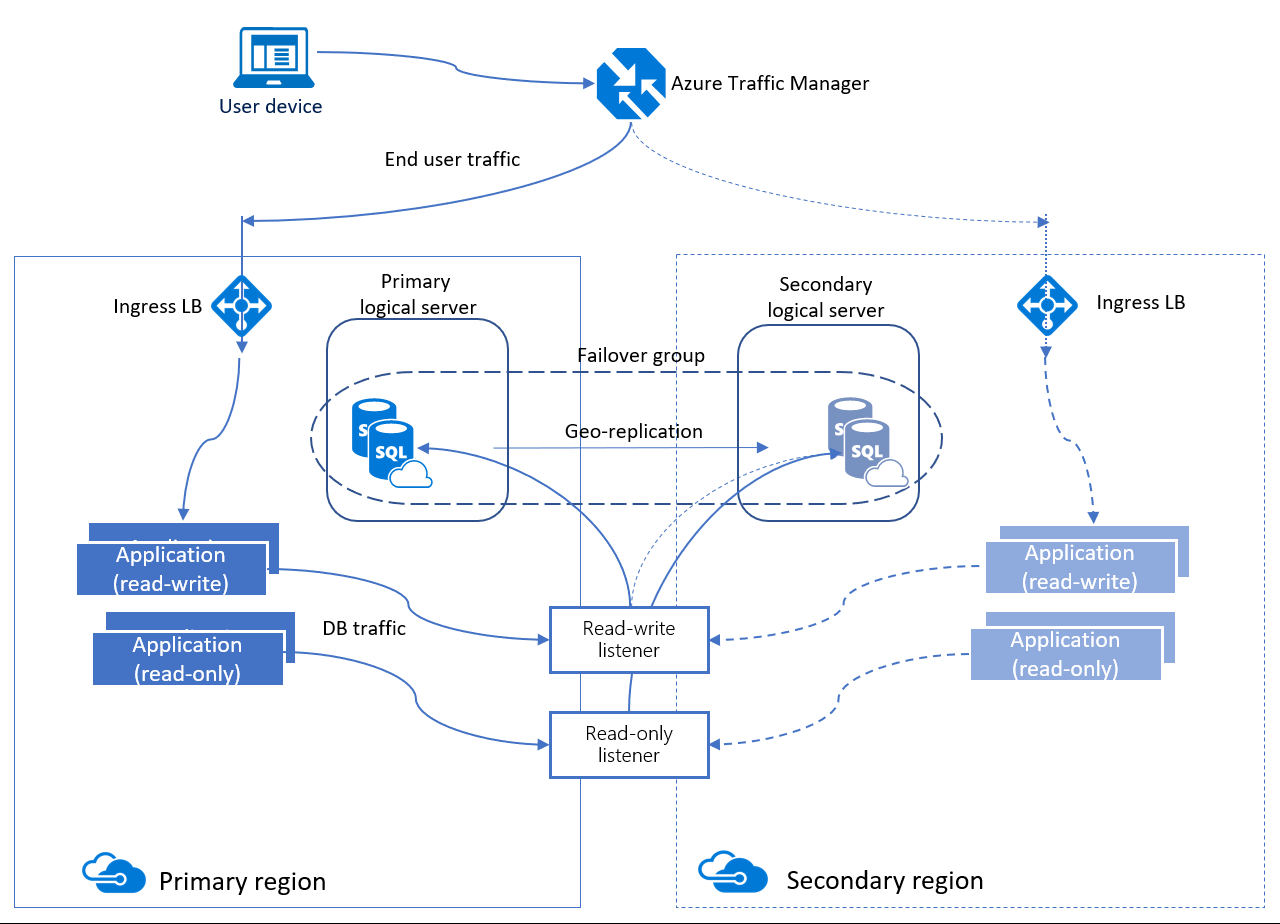 User device
Azure Traffic Manager
End user traffic
Ingress LB
Primary
logical server
Secondary
logical server
Ingress LB
Failover group
SQL
SQL
Geo-replication
Application
(read-write)
Application
(read-only)
DB traffic
Read-write
listener
Read-only
listener
Application
(read-write)
Application
(read-only)
Primary region
Secondary region